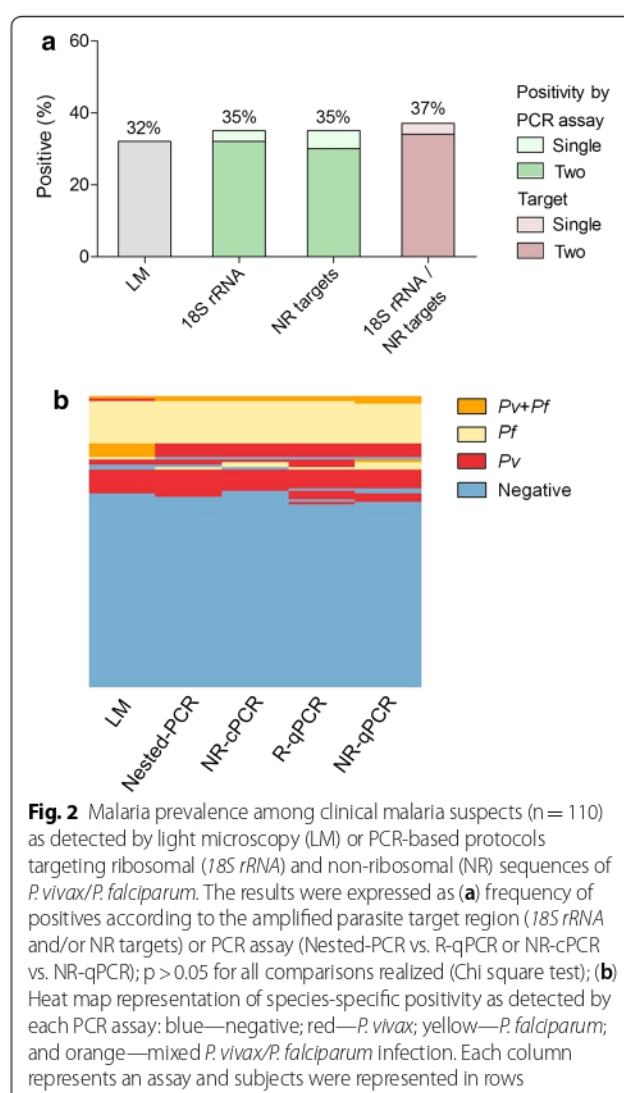 a
60
40
20
0
Positive (%)
32%
35%
35%
37%
LM
18S rRNA
NR targets
18S rRNA /
NR targets
Positivity by
PCR assay
Single
Two
Target
Single
Two
b
Pv+Pf
Pf
Pv
Negative
LM
Nested-PCR
NR-cPCR
R-qPCR
NR-qPCR
Fig. 2 Malaria prevalence among clinical malaria suspects (n = 110)
as detected by light microscopy (LM) or PCR-based protocols
targeting ribosomal (18S rRNA) and non-ribosomal (NR) sequences of
P. vivax/P. falciparum. The results were expressed as (a) frequency of
positives according to the amplified parasite target region (18S rRNA
and/or NR targets) or PCR assay (Nested-PCR vs. R-qPCR or NR-cPCR
vs. NR-qPCR); p > 0.05 for all comparisons realized (Chi square test); (b)
Heat map representation of species-specific positivity as detected by
each PCR assay: blue—negative; red—P. vivax; yellow—P. falciparum;
and orange—mixed P. vivax/P. falciparum infection. Each column
represents an assay and subjects were represented in rows